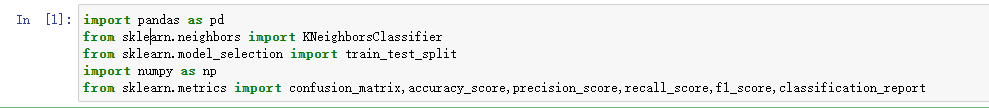 In [1]:
import pandas as pd
from sklearn.neighbors import KNeighborsClassifier
from sklearn.model_selection import train_test_split
import numpy as np
from sklearn.metrics import confusion_matrix,accuracy_score,precision_score,recall_score,f1_score,classification_report